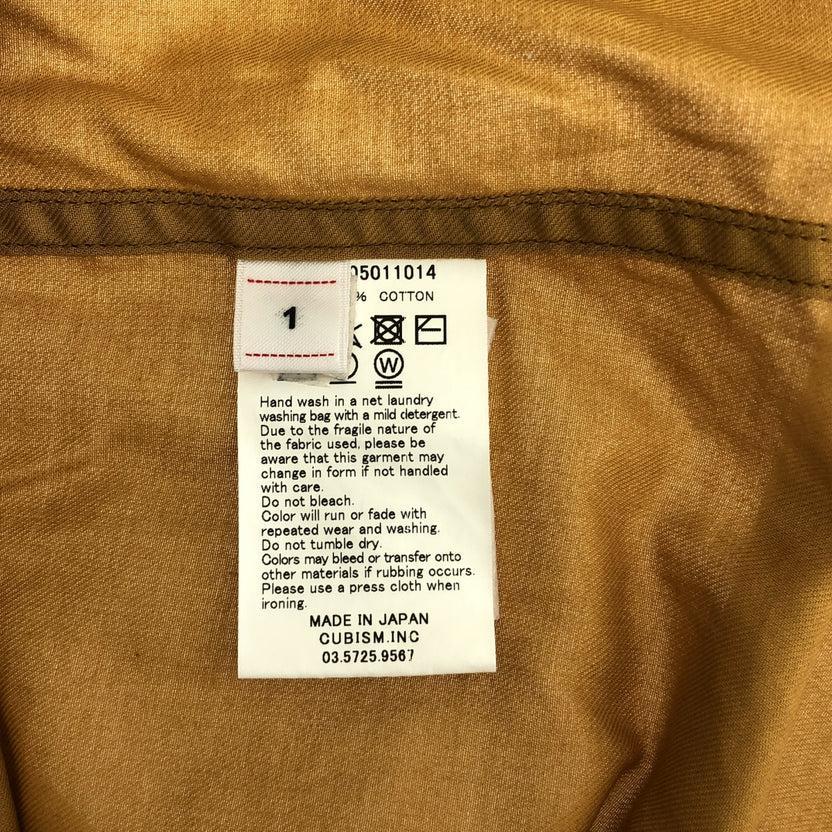 1
05011014
% COTTON
W
Hand wash in a net laundry
washing bag with a mild detergent.
Due to the fragile nature of
the fabric used, please be
aware that this garment may
change in form if not handled
with care.
Do not bleach.
Color will run or fade with
repeated wear and washing.
Do not tumble dry.
Colors may bleed or transfer onto
other materials if rubbing occurs.
Please use a press cloth when
ironing.
MADE IN JAPAN
CUBISM.INC
03.5725.9567